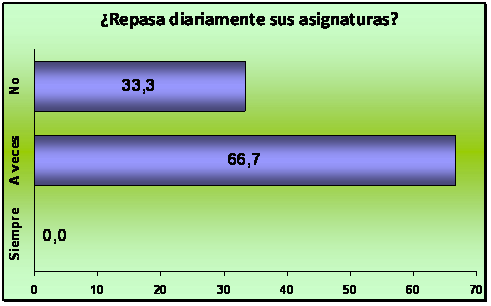 ¿Repasa diariamente sus asignaturas?
No
33,3
A veces
66,7
Siempre
0,0
0 10 20 30 40 50 60 70